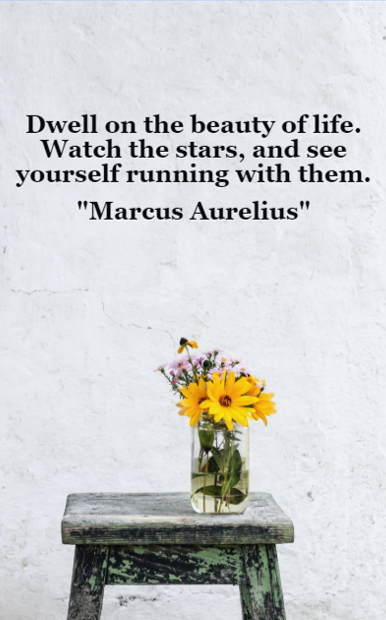 Dwell on the beauty of life.
Watch the stars, and see
yourself running with them.
"Marcus Aurelius"